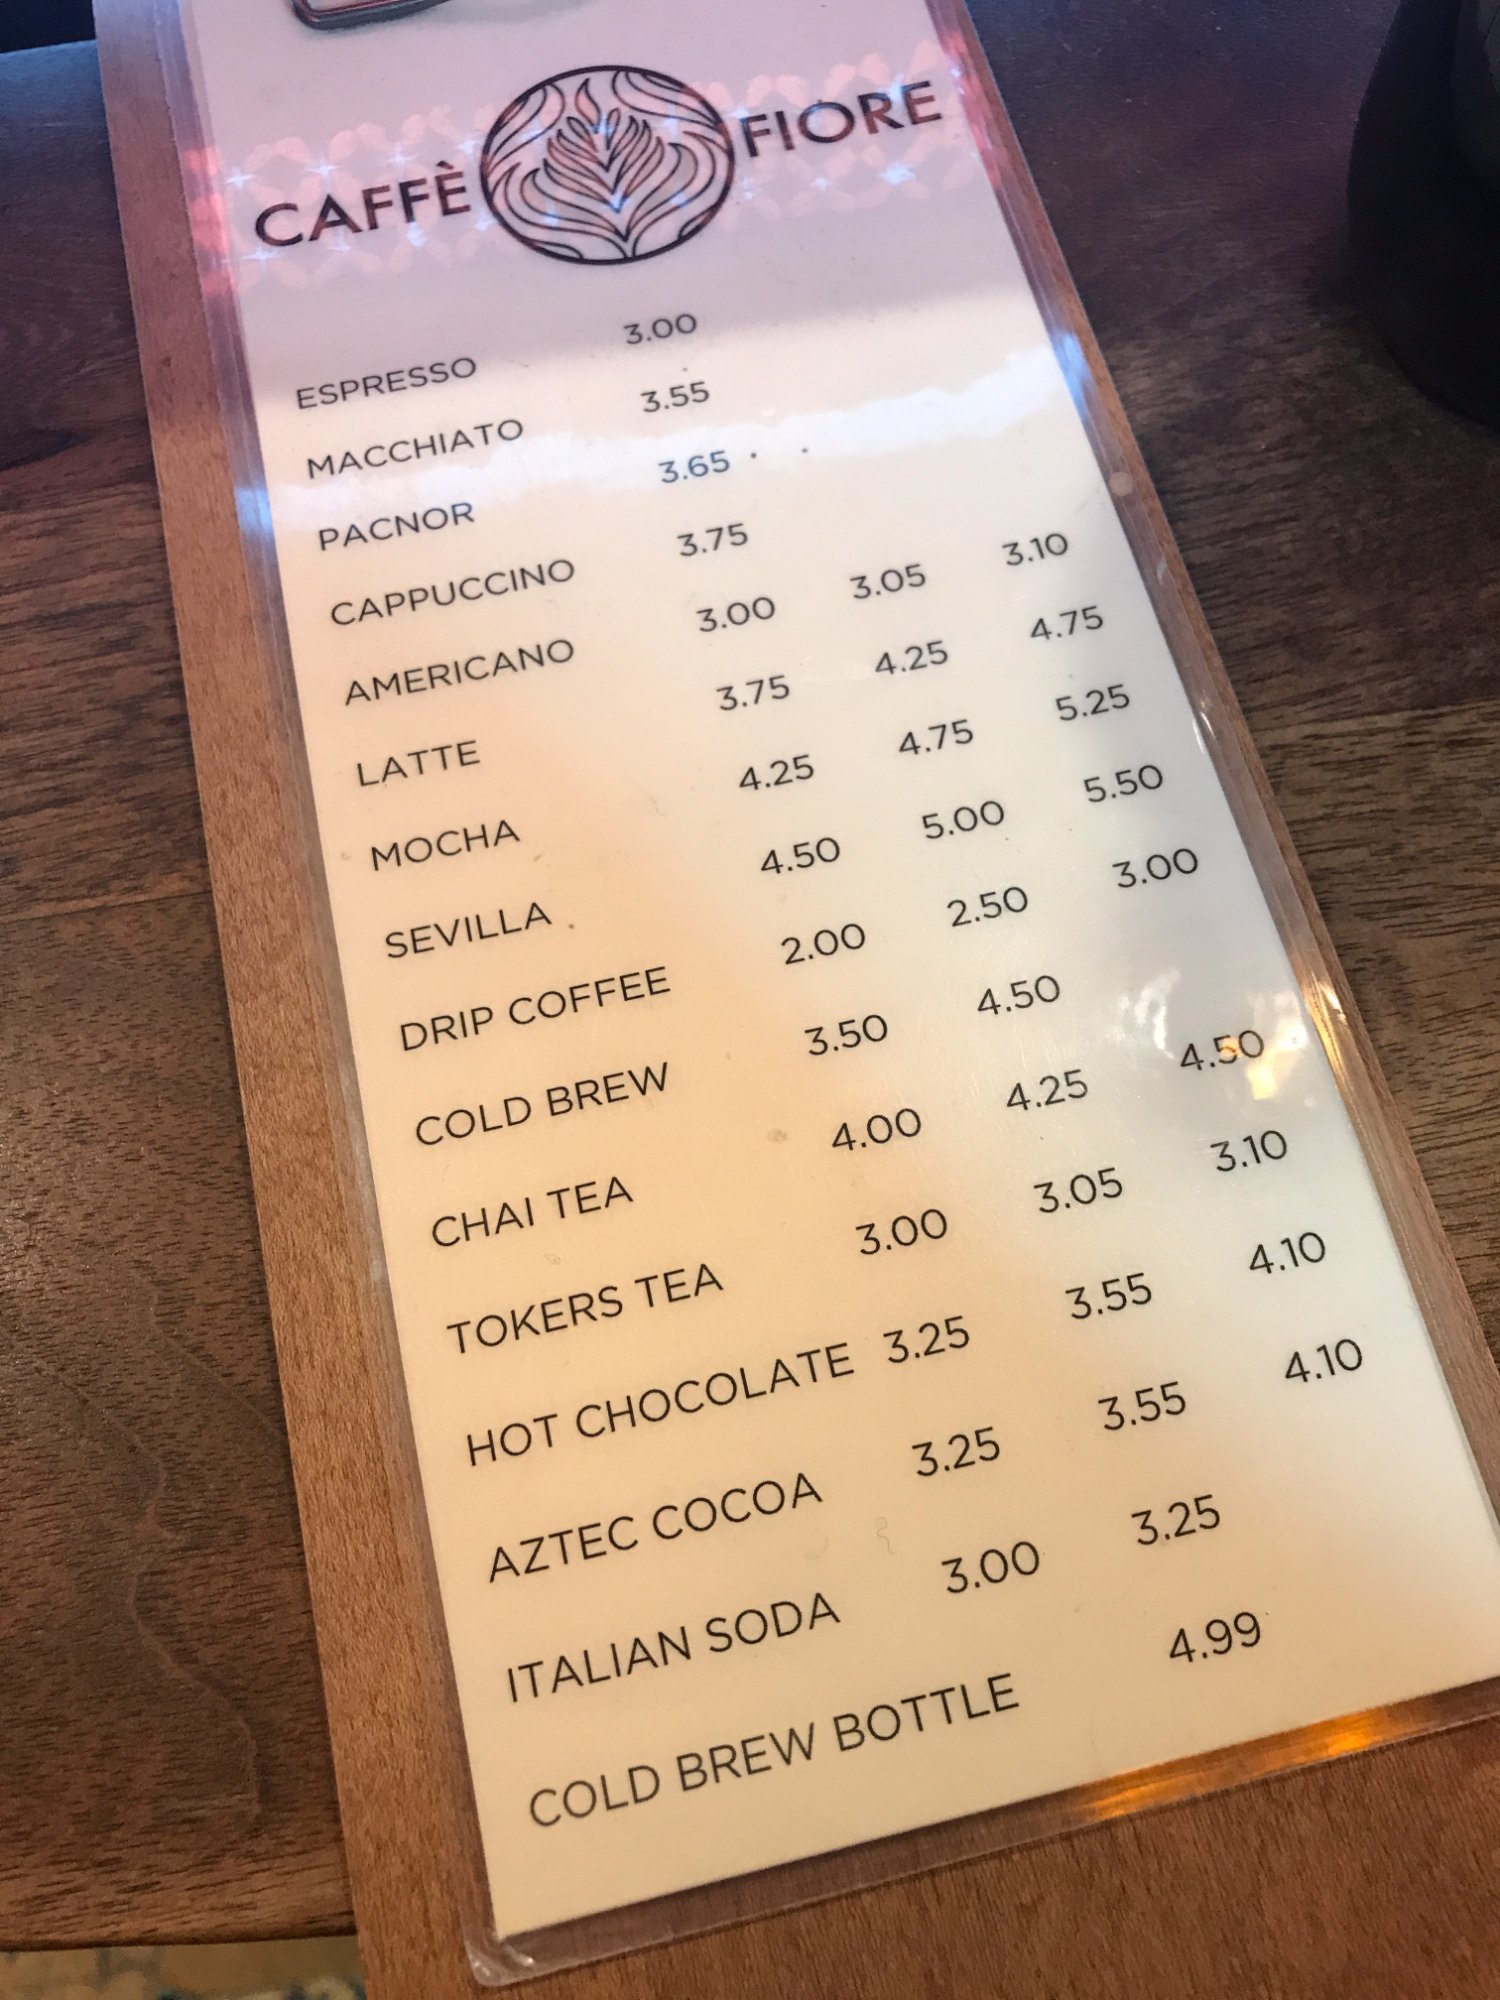 CAFFÈ FIORE
ESPRESSO 3.00
MACCHIATO 3.55
PACNOR 3.65
CAPPUCCINO 3.75
AMERICANO 3.00 3.05 3.10
LATTE 3.75 4.25 4.75
MOCHA 4.25 4.75 5.25
SEVILLA 4.50 5.00 5.50
DRIP COFFEE 2.00 2.50 3.00
COLD BREW 3.50 4.50
CHAI TEA 4.00 4.25 4.50
TOKERS TEA 3.00 3.05 3.10
HOT CHOCOLATE 3.25 3.55 4.10
AZTEC COCOA 3.25 3.55 4.10
ITALIAN SODA 3.00 3.25
COLD BREW BOTTLE 4.99